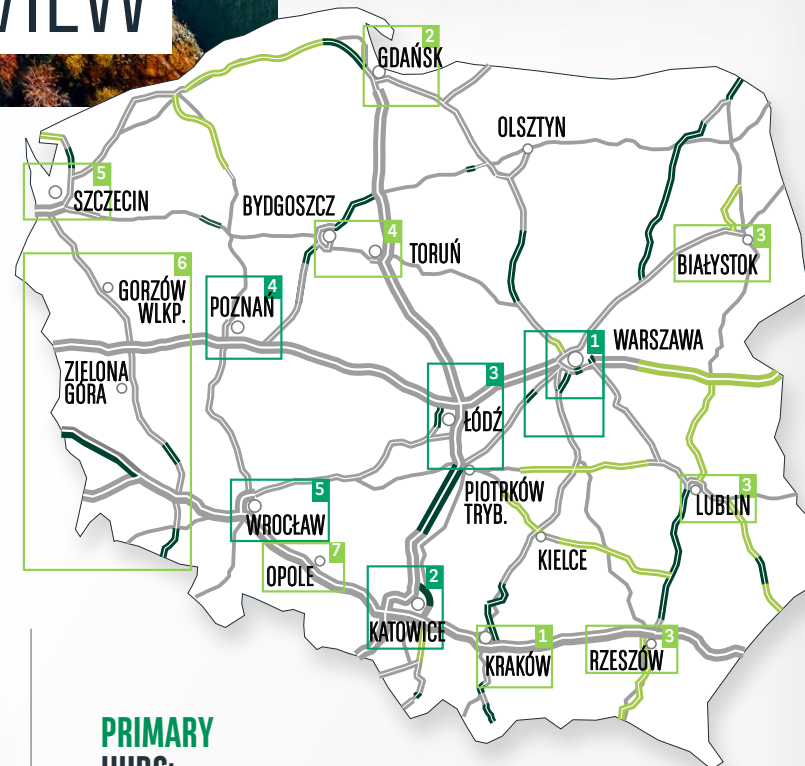 VIEW
2
GDAŃSK
OLSZTYN
5
SZCZECIN
BYDGOSZCZ
4
TORUŃ
3
BIAŁYSTOK
6
GORZÓW
WLKP.
4
POZNAŃ
1
WARSZAWA
ZIELONA
GÓRA
3
ŁÓDŹ
5
WROCŁAW
PIOTRKÓW
TRYB.
3
LUBLIN
7
OPOLE
KIELCE
2
KATOWICE
1
KRAKÓW
3
RZESZÓW
PRIMARY
HUBS: